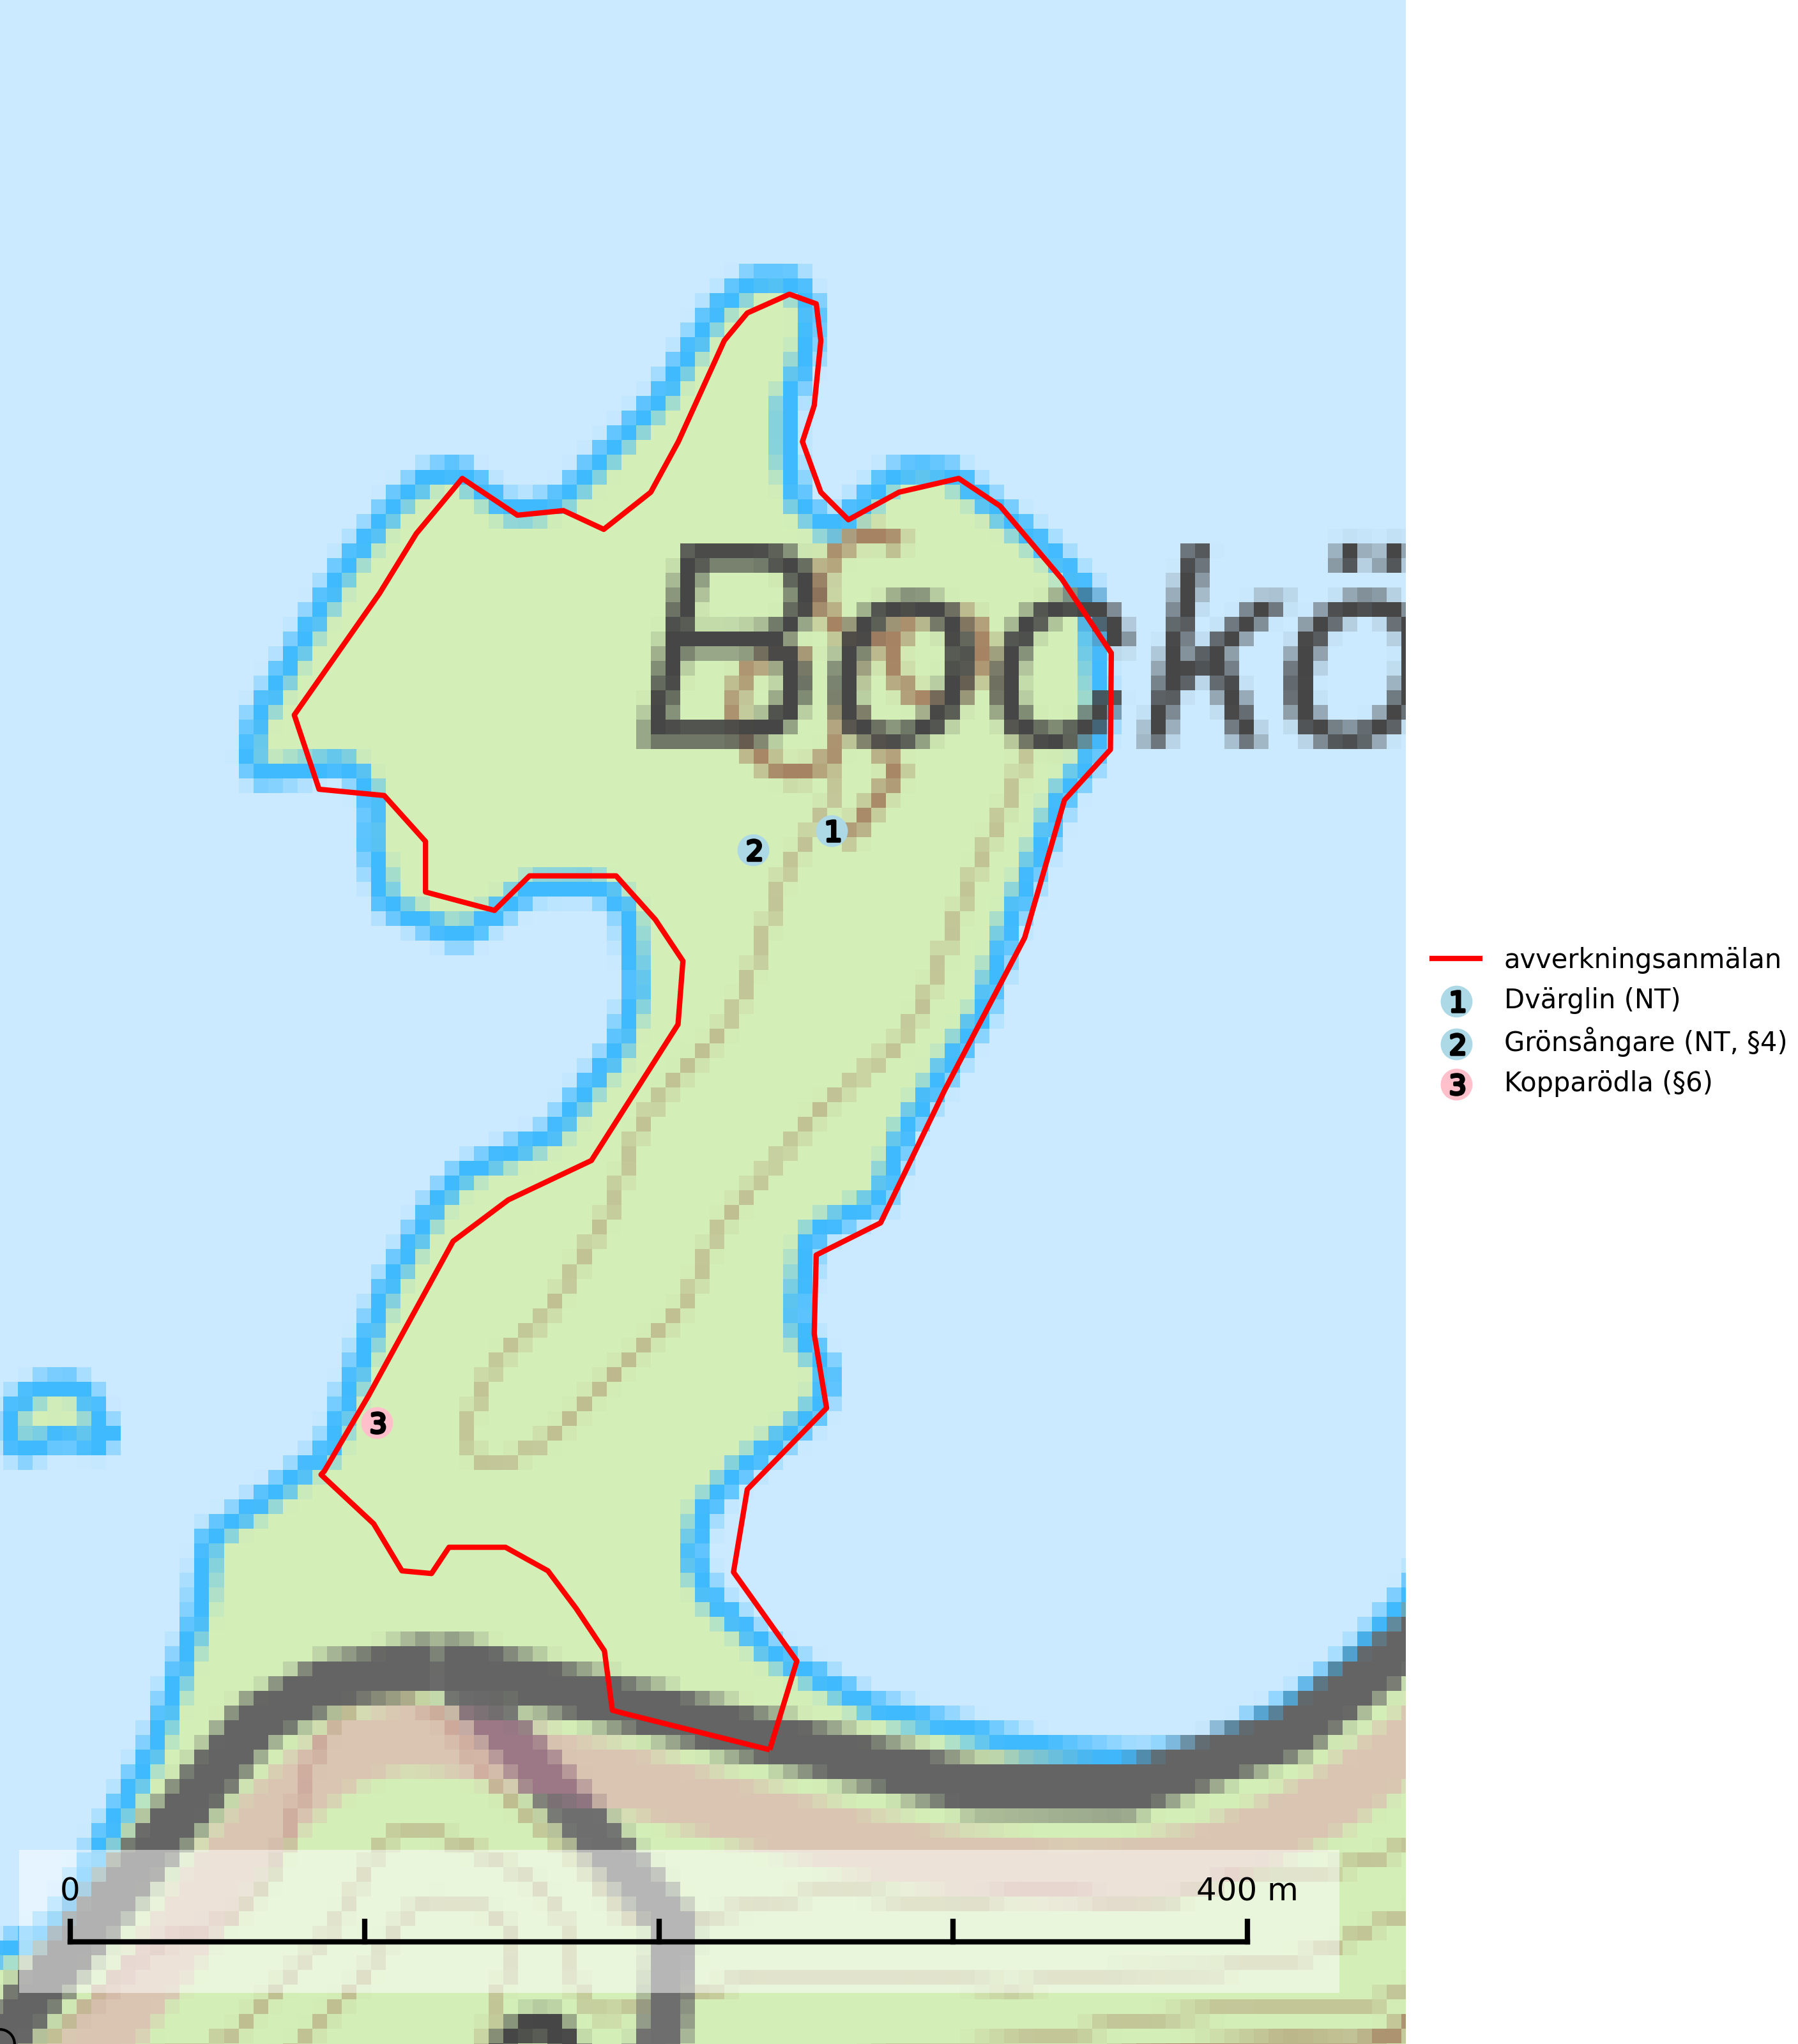 Bockö
2
1
3
avverkningsanmälan
1 Dvärglin (NT)
2 Grönsångare (NT, §4)
3 Kopparödla (§6)
0 400 m